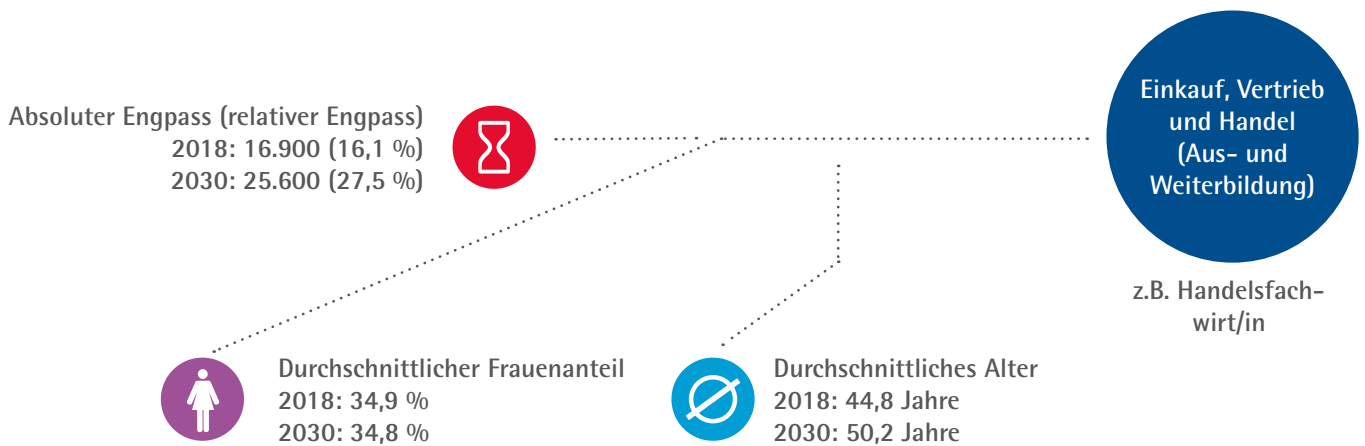 Absoluter Engpass (relativer Engpass)
2018: 16.900 (16,1 %)
2030: 25.600 (27,5 %)
Einkauf, Vertrieb
und Handel
(Aus- und
Weiterbildung)
z.B. Handelsfach-
wirt/in
Durchschnittlicher Frauenanteil
2018: 34,9 %
2030: 34,8 %
Durchschnittliches Alter
2018: 44,8 Jahre
2030: 50,2 Jahre